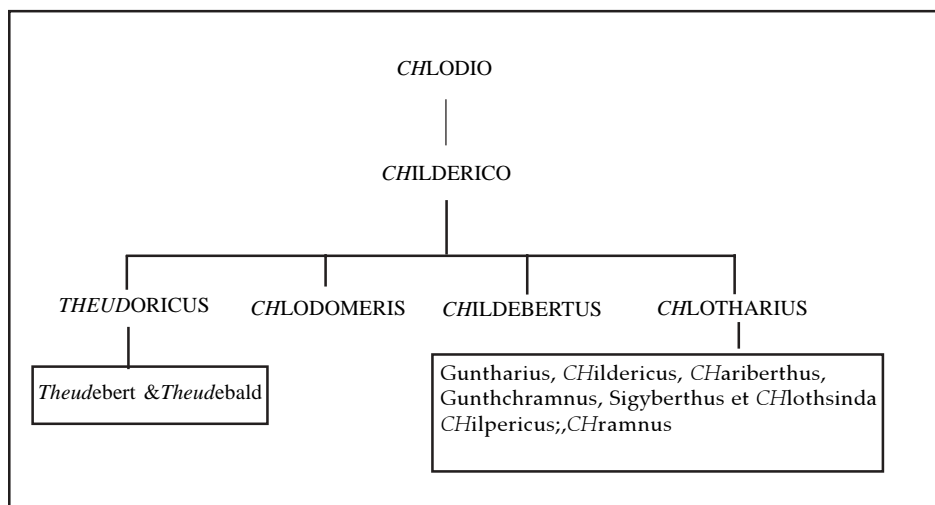 CHLODIO
CHILDERICO
THEUDORICUS CHLODOMERIS CHILDEBERTUS CHLOTHARIUS
Theudebert &Theudebald
Guntharius, CHildericus, CHariberthus,
Gunthchramnus, Sigyberthus et CHlothsinda
CHilpericus;,CHramnus